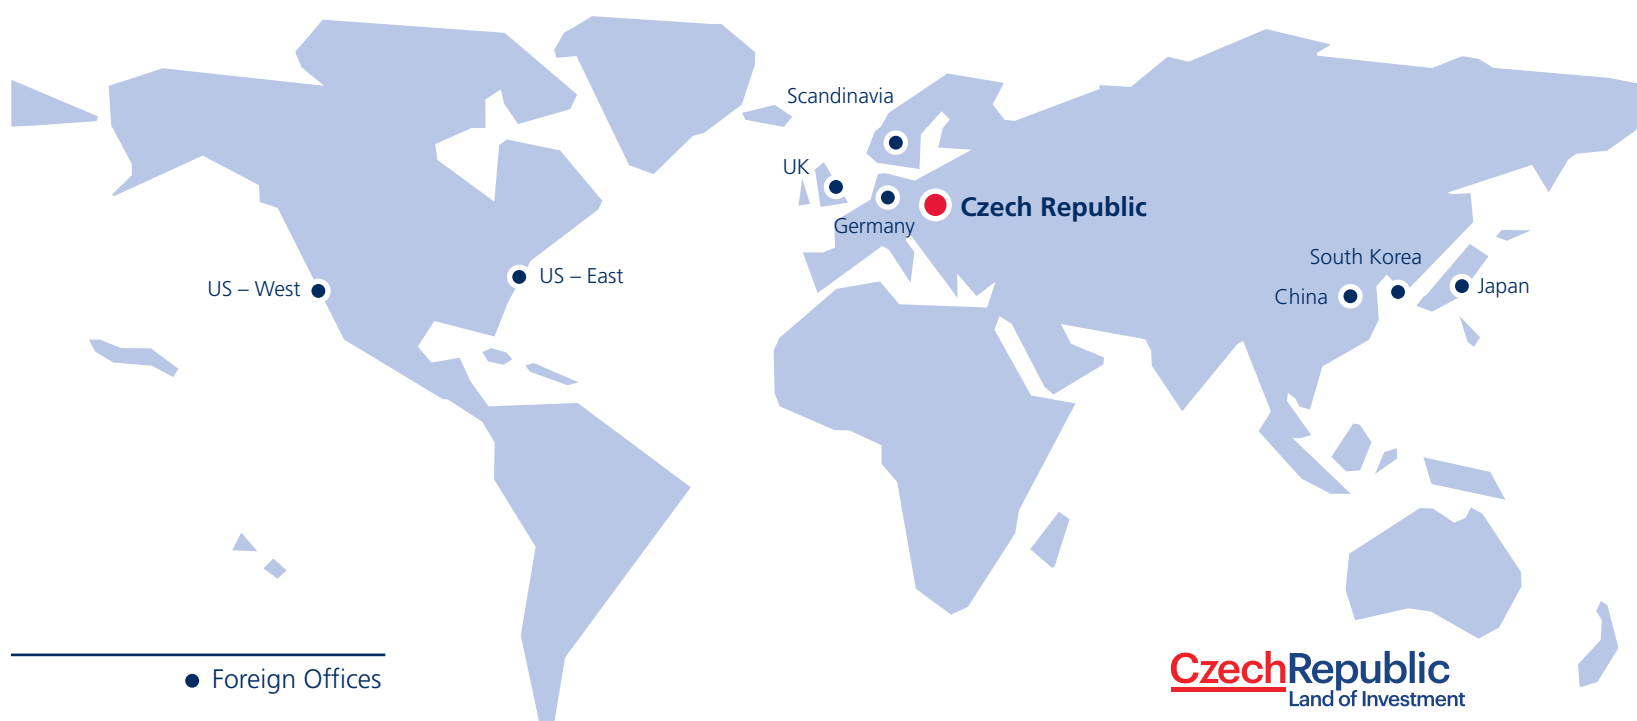 Scandinavia
UK
Czech Republic
Germany
South Korea
US – West
US – East
China
Japan
Foreign Offices
CzechRepublic
Land of Investment